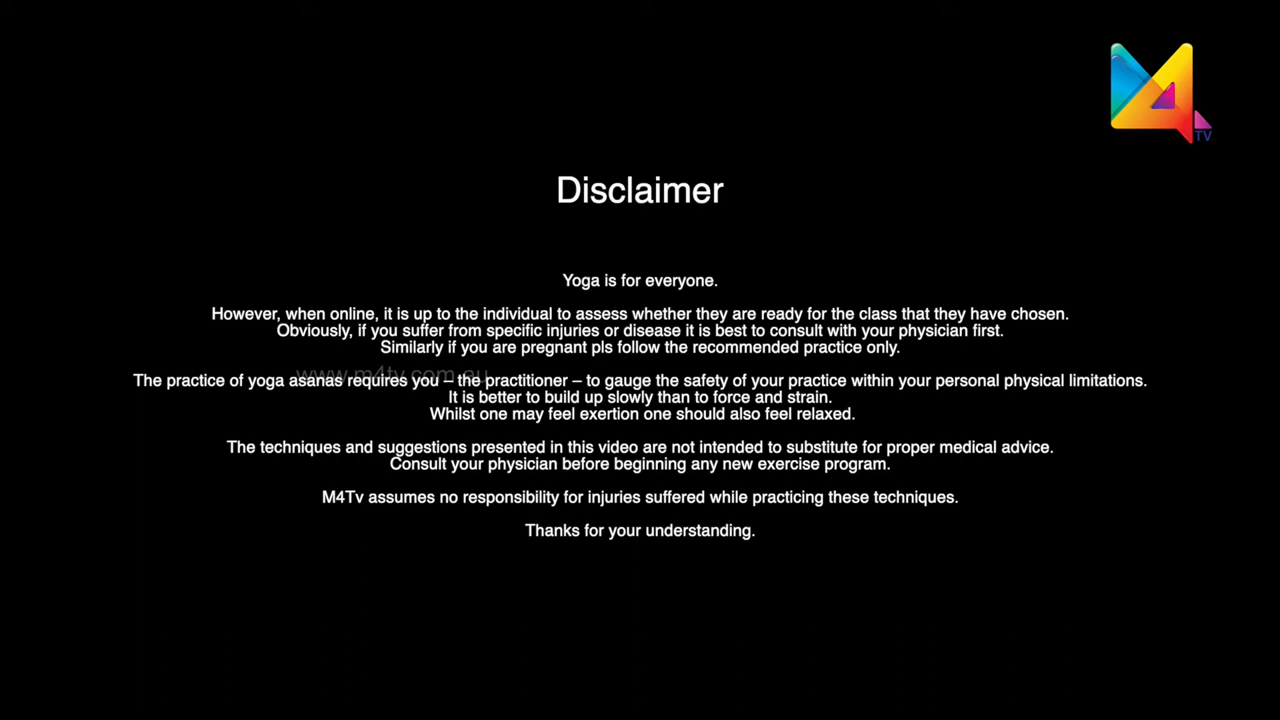 TV
Disclaimer
Yoga is for everyone.
However, when online, it is up to the individual to assess whether they are ready for the class that they have chosen.
Obviously, if you suffer from specific injuries or disease it is best to consult with your physician first.
Similarly if you are pregnant pls follow the recommended practice only.
www.m4tv.com.au
The practice of yoga asanas requires you – the practitioner – to gauge the safety of your practice within your personal physical limitations.
It is better to build up slowly than to force and strain.
Whilst one may feel exertion one should also feel relaxed.
The techniques and suggestions presented in this video are not intended to substitute for proper medical advice.
Consult your physician before beginning any new exercise program.
M4Tv assumes no responsibility for injuries suffered while practicing these techniques.
Thanks for your understanding.